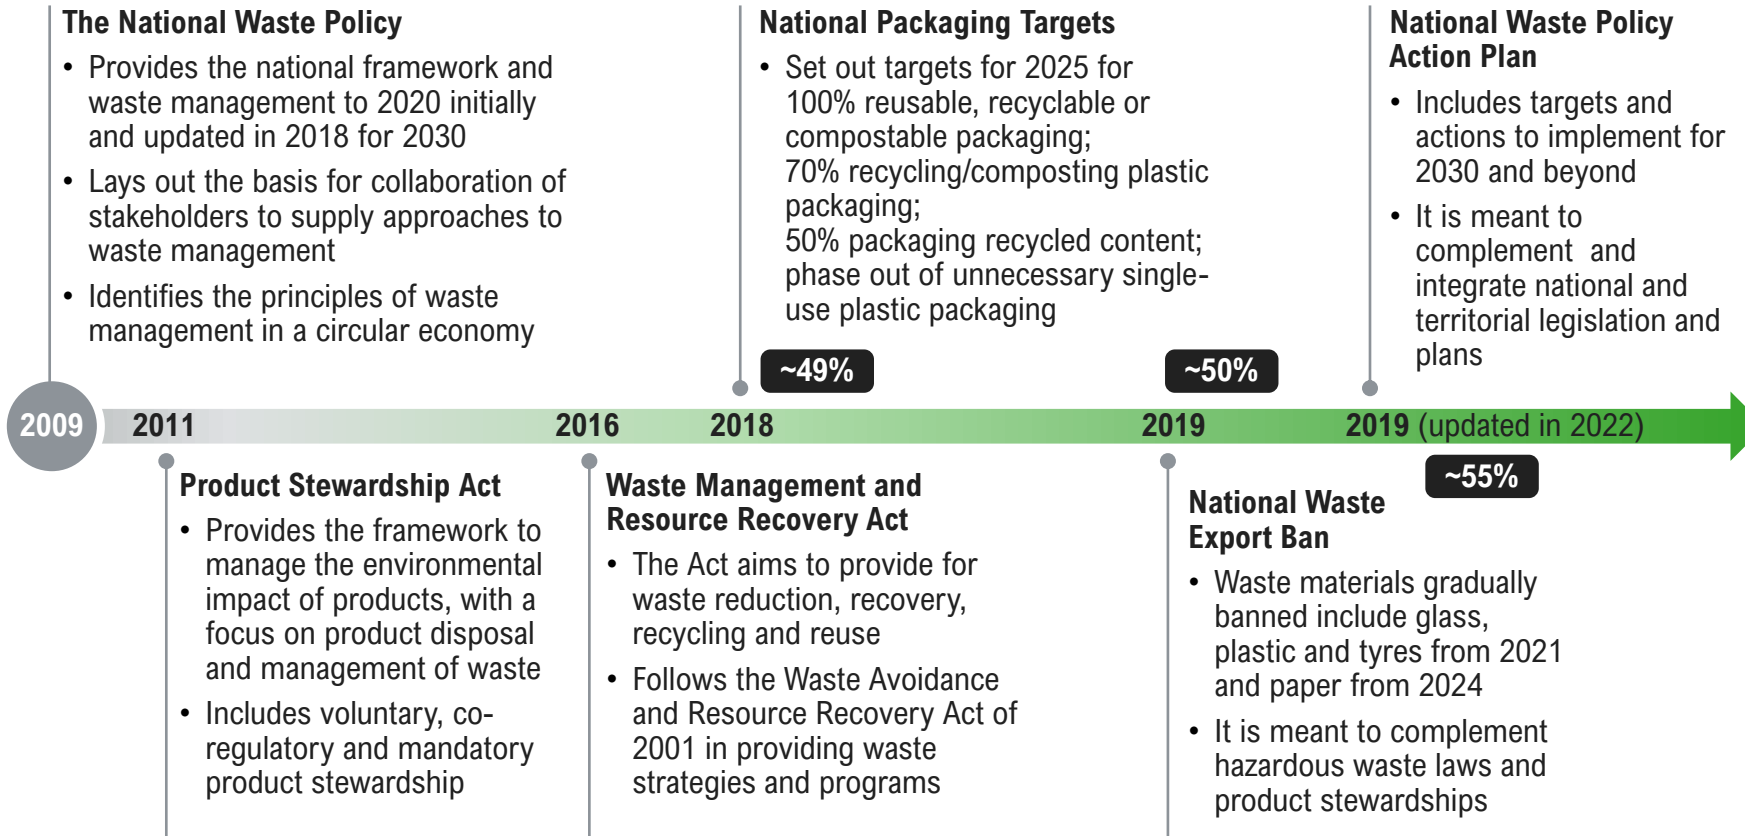 The National Waste Policy
• Provides the national framework and
waste management to 2020 initially
and updated in 2018 for 2030
• Lays out the basis for collaboration of
stakeholders to supply approaches to
waste management
• Identifies the principles of waste
management in a circular economy
National Packaging Targets
• Set out targets for 2025 for
100% reusable, recyclable or
compostable packaging;
70% recycling/composting plastic
packaging;
50% packaging recycled content;
phase out of unnecessary single-
use plastic packaging
National Waste Policy
Action Plan
• Includes targets and
actions to implement for
2030 and beyond
• It is meant to
complement and
integrate national and
territorial legislation and
plans
~49%
~50%
2009
2011
2016
2018
2019
2019 (updated in 2022)
~55%
Product Stewardship Act
• Provides the framework to
manage the environmental
impact of products, with a
focus on product disposal
and management of waste
• Includes voluntary, co-
regulatory and mandatory
product stewardship
Waste Management and
Resource Recovery Act
• The Act aims to provide for
waste reduction, recovery,
recycling and reuse
• Follows the Waste Avoidance
and Resource Recovery Act of
2001 in providing waste
strategies and programs
National Waste
Export Ban
• Waste materials gradually
banned include glass,
plastic and tyres from 2021
and paper from 2024
• It is meant to complement
hazardous waste laws and
product stewardships